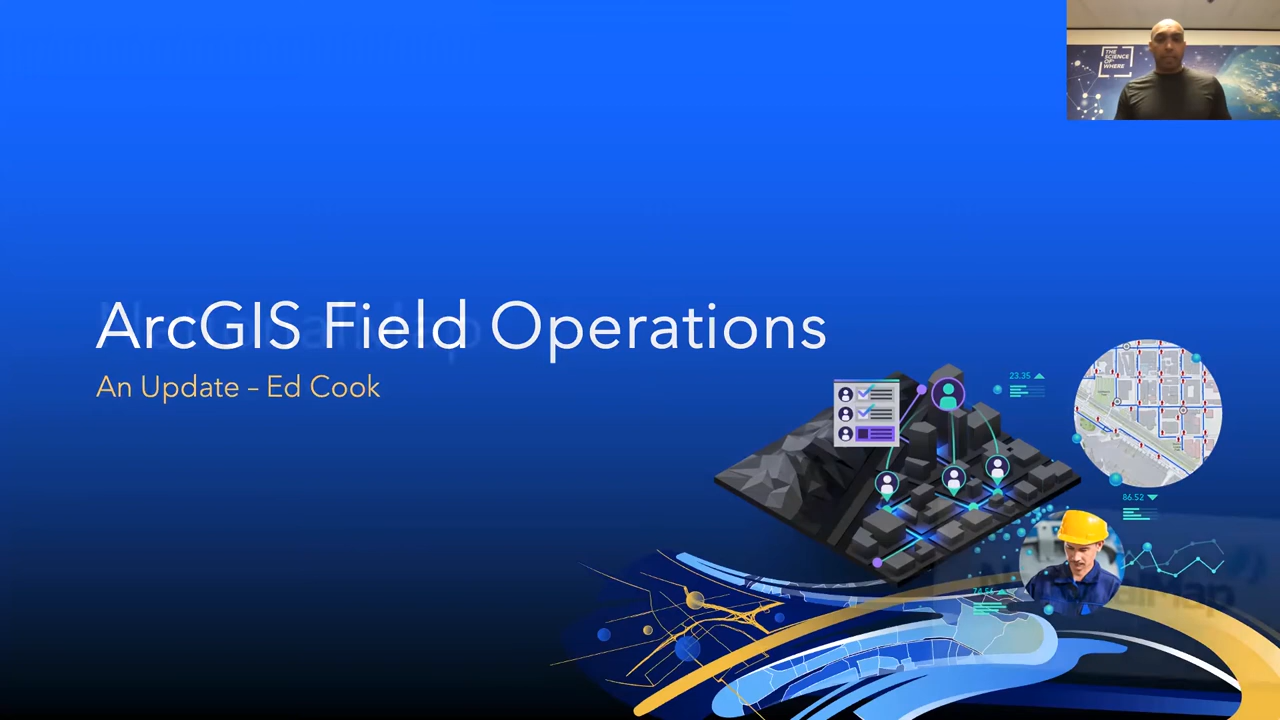 THE
SCIENCE
OF
WHERE
ArcGIS Field Operations
An Update – Ed Cook
23.35
86.52